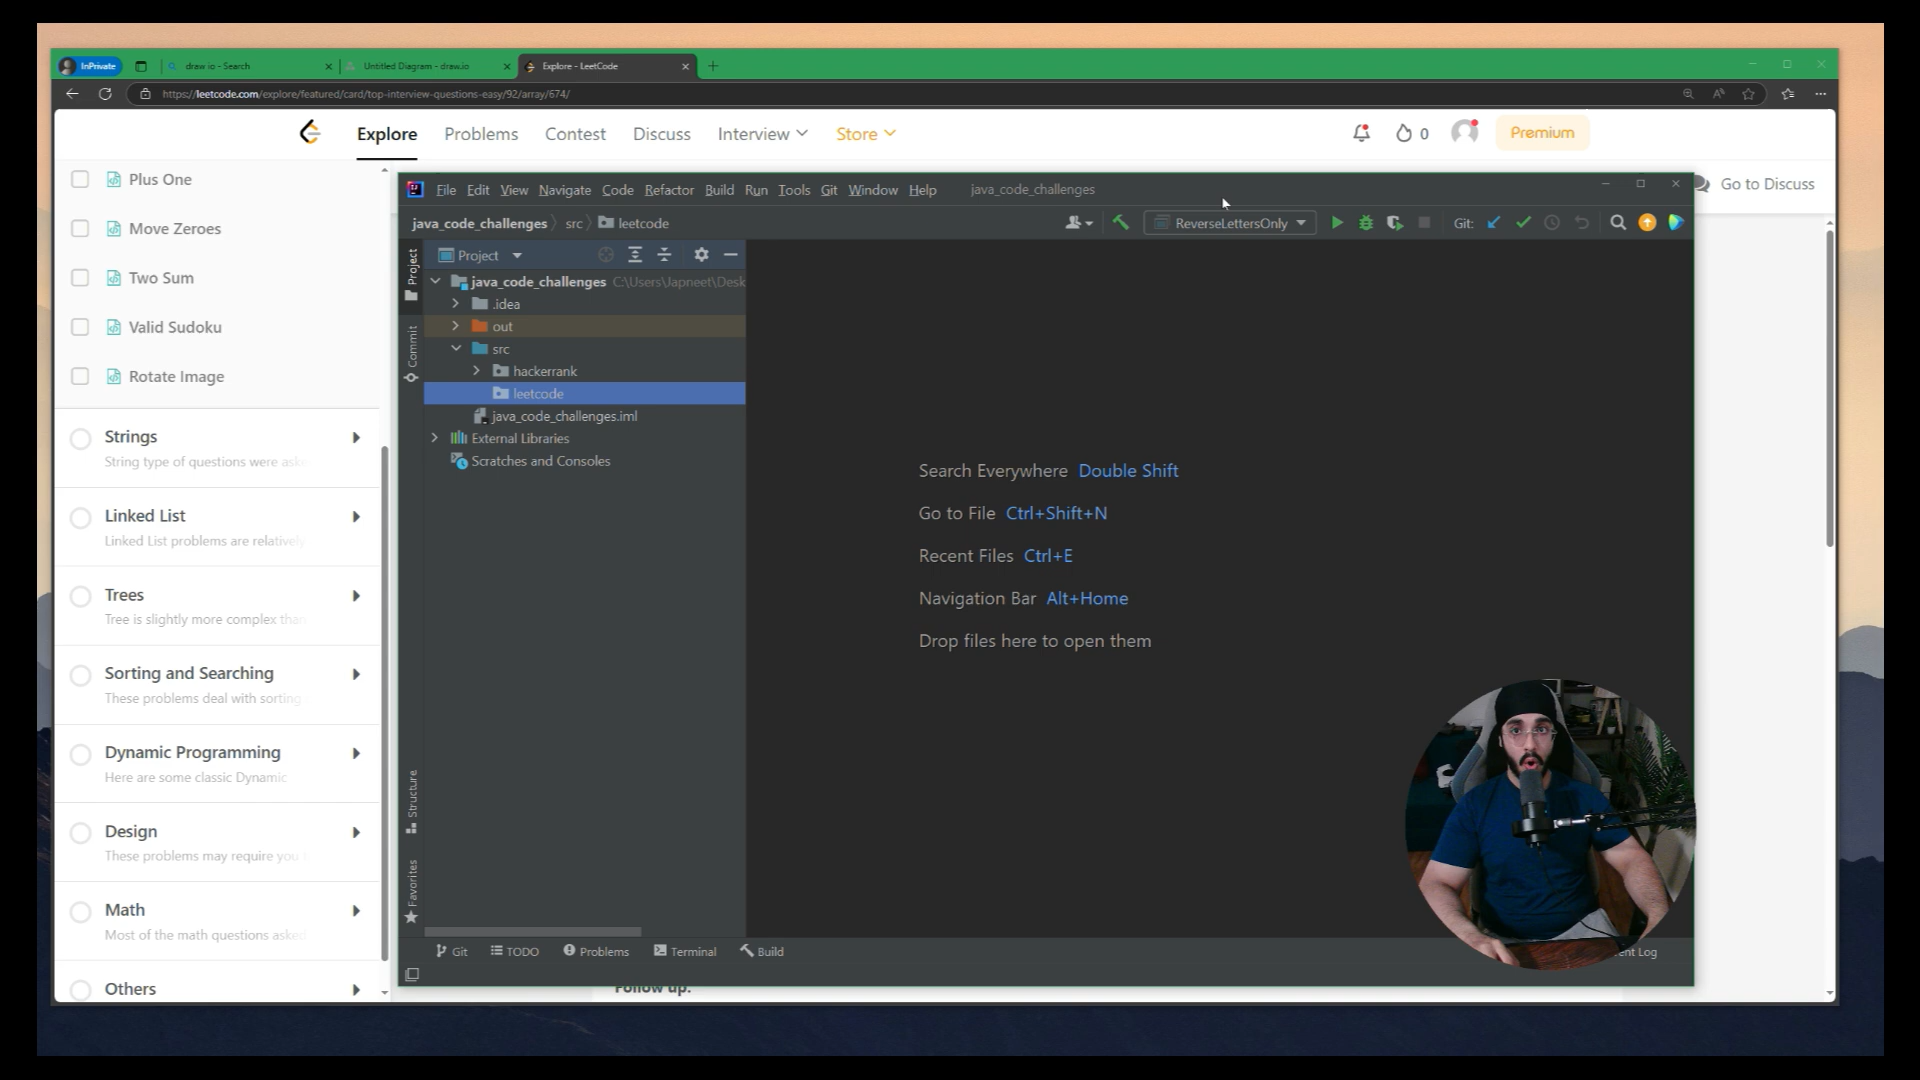 InPrivate
draw io - Search
Untitled Diagram - draw.io
Explore - LeetCode
https://leetcode.com/explore/featured/card/top-interview-questions-easy/92/array/674/
Explore
Problems
Contest
Discuss
Interview
Store
0
Premium
Go to Discuss
Plus One
Move Zeroes
Two Sum
Valid Sudoku
Rotate Image
Strings
String type of questions were aske
Linked List
Linked List problems are relatively
Trees
Tree is slightly more complex than
Sorting and Searching
These problems deal with sorting
Dynamic Programming
Here are some classic Dynamic
Design
These problems may require you t
Math
Most of the math questions asked
Others
File Edit View Navigate Code Refactor Build Run Tools Git Window Help java_code_challenges
java_code_challenges src leetcode
ReverseLettersOnly
Git:
Project
java_code_challenges C:\Users\Japneet\Desk
.idea
out
src
hackerrank
leetcode
java_code_challenges.iml
External Libraries
Scratches and Consoles
Project
Commit
Structure
Favorites
Search Everywhere Double Shift
Go to File Ctrl+Shift+N
Recent Files Ctrl+E
Navigation Bar Alt+Home
Drop files here to open them
Git
TODO
Problems
Terminal
Build
ent Log
Follow up: